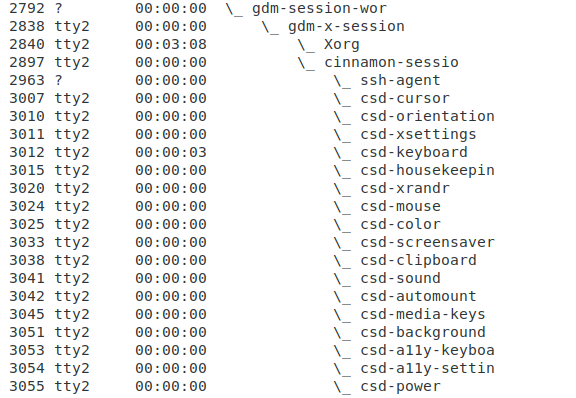 2792 ?        00:00:00  \_ gdm-session-wor
2838 tty2     00:00:00      \_ gdm-x-session
2840 tty2     00:03:08          \_ Xorg
2897 tty2     00:00:00          \_ cinnamon-sessio
2963 ?        00:00:00              \_ ssh-agent
3007 tty2     00:00:00              \_ csd-cursor
3010 tty2     00:00:00              \_ csd-orientation
3011 tty2     00:00:00              \_ csd-xsettings
3012 tty2     00:00:03              \_ csd-keyboard
3015 tty2     00:00:00              \_ csd-housekeepin
3020 tty2     00:00:00              \_ csd-xrandr
3024 tty2     00:00:00              \_ csd-mouse
3025 tty2     00:00:00              \_ csd-color
3033 tty2     00:00:00              \_ csd-screensaver
3038 tty2     00:00:00              \_ csd-clipboard
3041 tty2     00:00:00              \_ csd-sound
3042 tty2     00:00:00              \_ csd-automount
3045 tty2     00:00:00              \_ csd-media-keys
3051 tty2     00:00:00              \_ csd-background
3053 tty2     00:00:00              \_ csd-a11y-keyboa
3054 tty2     00:00:00              \_ csd-a11y-settin
3055 tty2     00:00:00              \_ csd-power